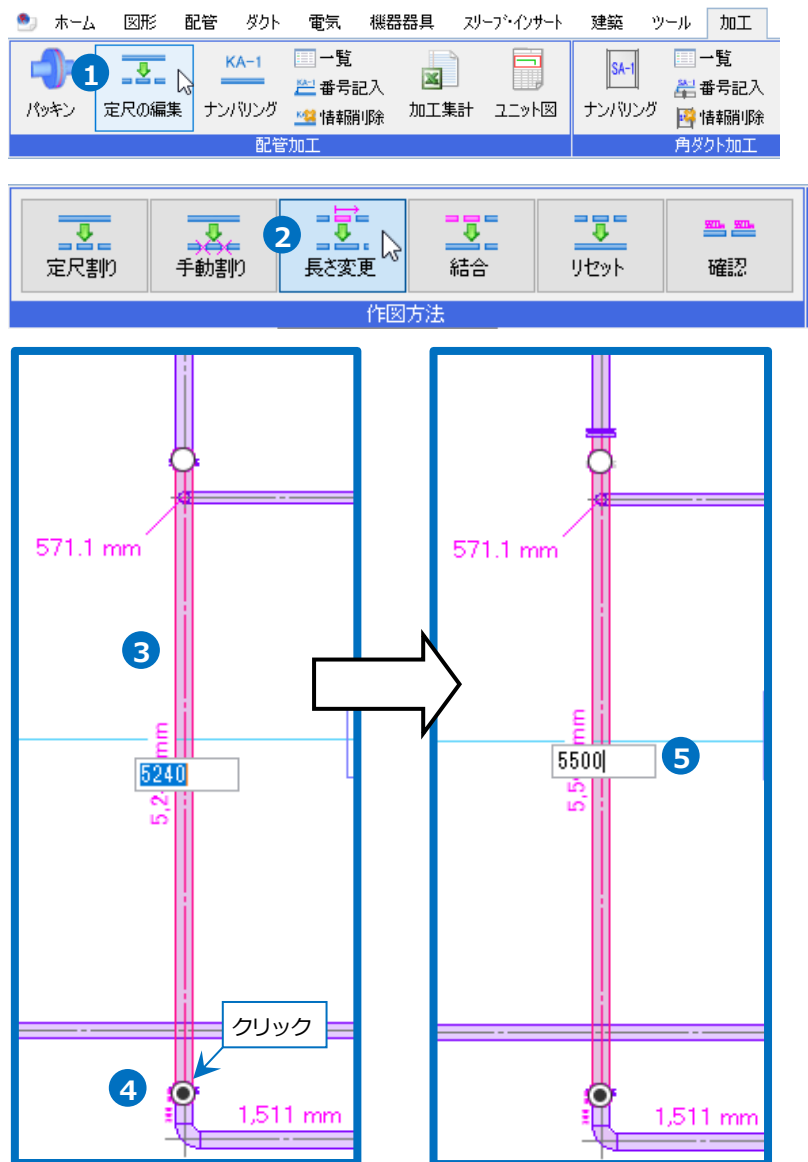 ホーム 図形 配管 ダクト 電気 機器器具 スリーブ・インサート 建築 ツール 加工
1
パッキン 定尺の編集
KA-1
ナンバリング
一覧
番号記入
情報削除
加工集計 ユニット図
SA-1
ナンバリング
一覧
番号記入
情報削除
配管加工 角ダクト加工
2
定尺割り 手動割り 長さ変更 結合 リセット 確認
作図方法
571.1 mm
3
5240
クリック
4
1,511 mm
571.1 mm
5500
5
1,511 mm